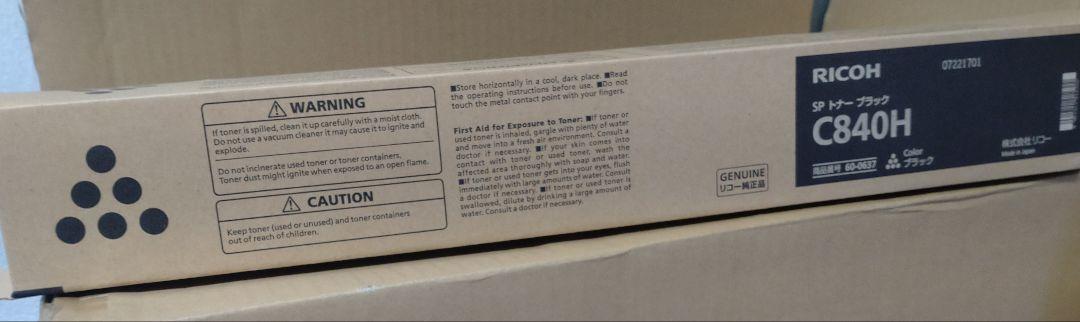 WARNING
If toner is spilled, clean it up carefully with a moist cloth.
Do not use a vacuum cleaner it may cause it to ignite and
explode.
Do not incinerate used toner or toner containers.
Toner dust might ignite when exposed to an open flame.
CAUTION
Keep toner (used or unused) and toner containers
out of reach of children.
■Store horizontally in a cool, dark place. ■Read
the operating instructions before use. ■Do not
touch the metal contact point with your fingers.
First Aid for Exposure to Toner: ■If toner or
used toner is inhaled, gargle with plenty of water
and move into a fresh air environment. Consult a
doctor if necessary. ■If your skin comes into
contact with toner or used toner, wash the
affected area thoroughly with soap and water.
■If toner or used toner gets into your eyes, flush
immediately with large amounts of water. Consult
a doctor if necessary. ■If toner or used toner is
swallowed, dilute by drinking a large amount of
water. Consult a doctor if necessary.
GENUINE
リコー純正品
RICOH
07221701
SP トナー ブラック
C840H
商品番号 60-0637
Color
ブラック
株式会社リコー
Made in Japan